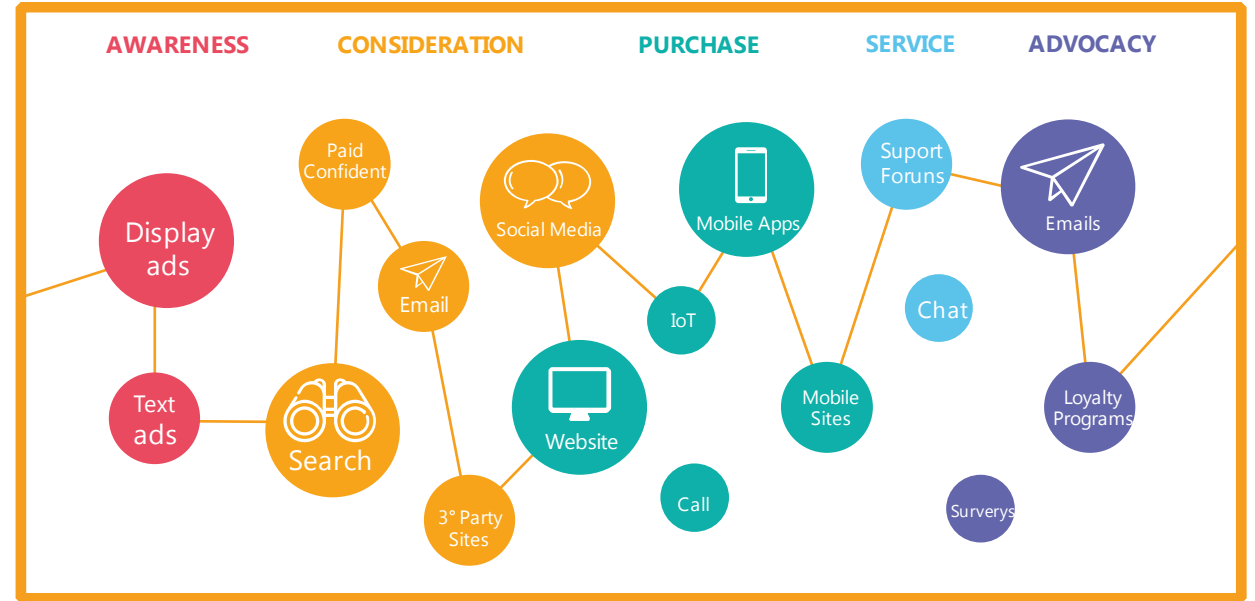 AWARENESS
CONSIDERATION
PURCHASE
SERVICE
ADVOCACY
Display
ads
Text
ads
Paid
Confident
Email
Search
3° Party
Sites
Social Media
Website
IoT
Call
Mobile Apps
Mobile
Sites
Suport
Foruns
Chat
Emails
Loyalty
Programs
Surverys